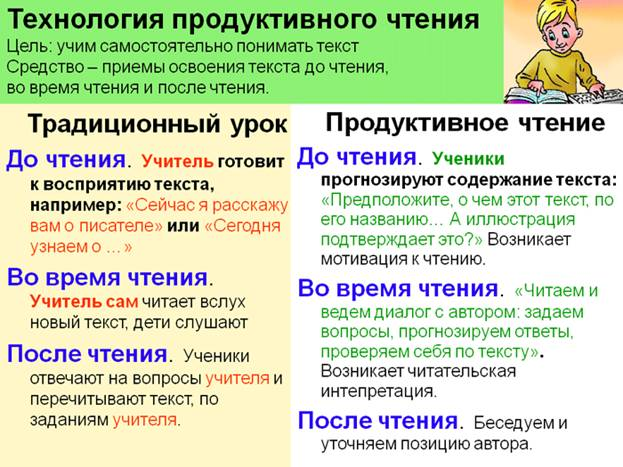 Технология продуктивного чтения
Цель: учим самостоятельно понимать текст
Средство – приемы освоения текста до чтения,
во время чтения и после чтения.
Традиционный урок
До чтения. Учитель готовит
к восприятию текста,
например: «Сейчас я расскажу
вам о писателе» или «Сегодня
узнаем о …»
Во время чтения.
Учитель сам читает вслух
новый текст, дети слушают
После чтения. Ученики
отвечают на вопросы учителя и
перечитывают текст, по
заданиям учителя.
Продуктивное чтение
До чтения. Ученики
прогнозируют содержание текста:
«Предположите, о чем этот текст, по
его названию… А иллюстрация
подтверждает это?» Возникает
мотивация к чтению.
Во время чтения. «Читаем и
ведем диалог с автором: задаем
вопросы, прогнозируем ответы,
проверяем себя по тексту».
Возникает читательская
интепретация.
После чтения. Беседуем и
уточняем позицию автора.